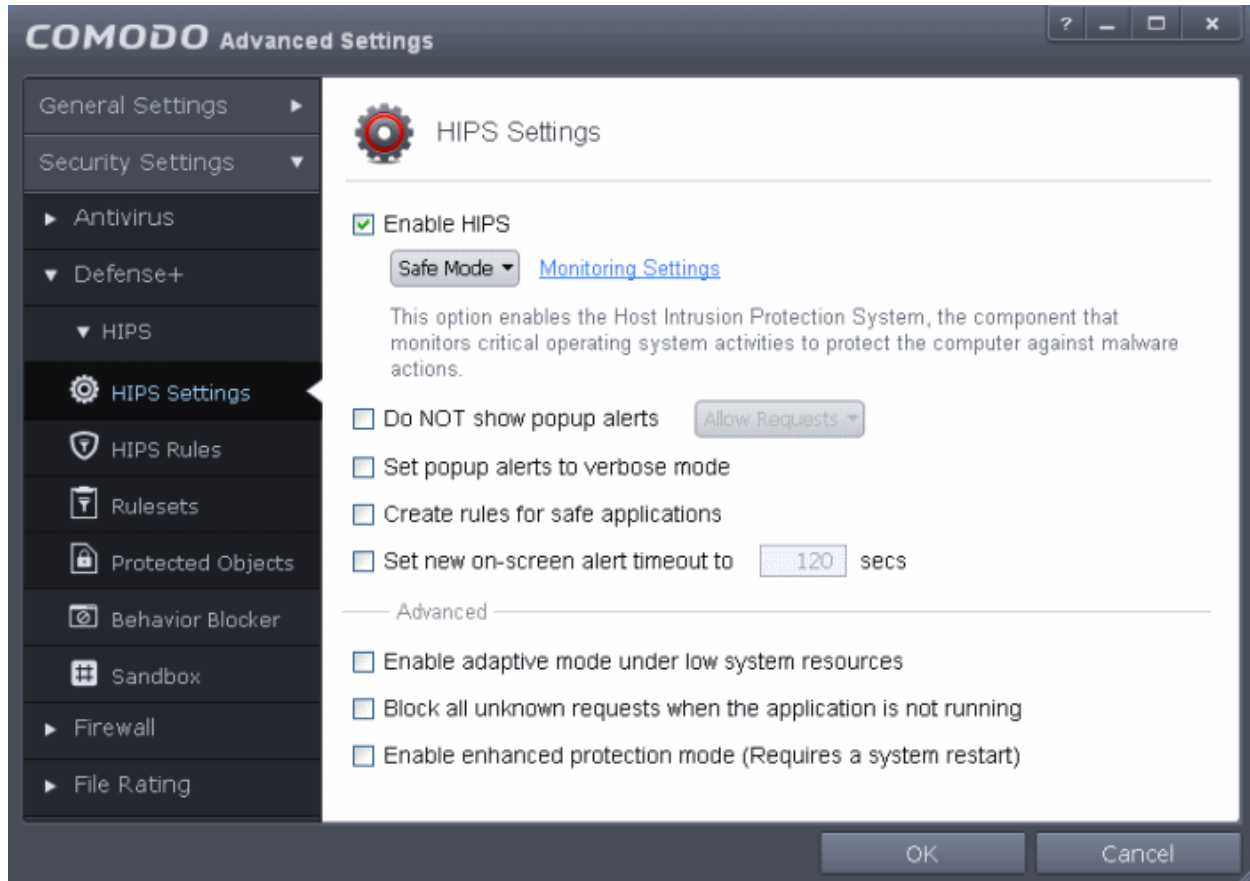 COMODO Advanced Settings
?
General Settings
Security Settings
Antivirus
Defense+
HIPS
HIPS Settings
HIPS Rules
Rulesets
Protected Objects
Behavior Blocker
Sandbox
Firewall
File Rating
HIPS Settings
Enable HIPS
Safe Mode Monitoring Settings
This option enables the Host Intrusion Protection System, the component that
monitors critical operating system activities to protect the computer against malware
actions.
Do NOT show popup alerts Allow Requests
Set popup alerts to verbose mode
Create rules for safe applications
Set new on-screen alert timeout to 120 secs
Advanced
Enable adaptive mode under low system resources
Block all unknown requests when the application is not running
Enable enhanced protection mode (Requires a system restart)
OK Cancel